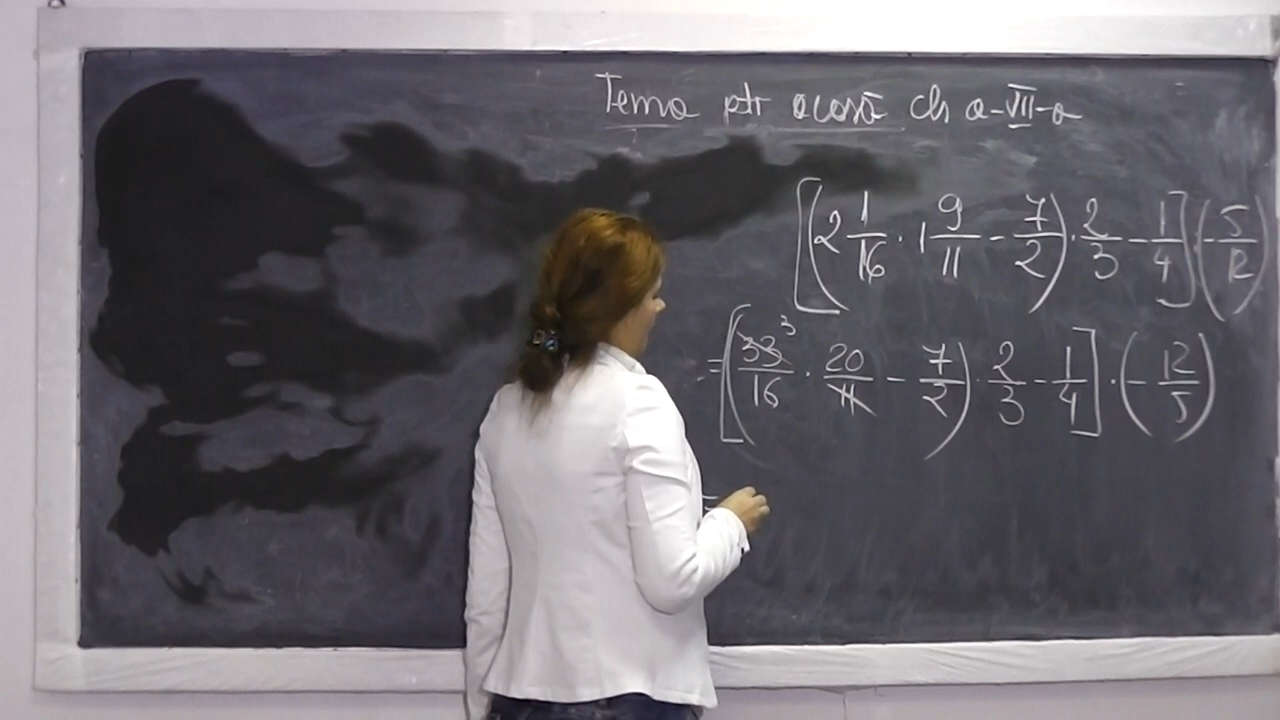 Tema ptr acasă cls a-VII-a
[(2 1/16 · 1 9/11 - 7/2) · 2/3 - 1/4] : (- 5/12)
= [(33/16 3 · 20/11 - 7/2) · 2/3 - 1/4] · (- 12/5)
=